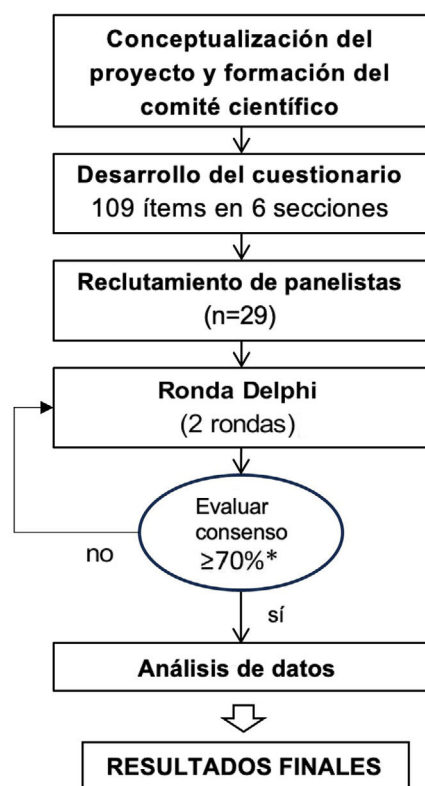 Conceptualización del
proyecto y formación del
comité científico
Desarrollo del cuestionario
109 ítems en 6 secciones
Reclutamiento de panelistas
(n=29)
Ronda Delphi
(2 rondas)
Evaluar
consenso
≥70%*
no
sí
Análisis de datos
RESULTADOS FINALES